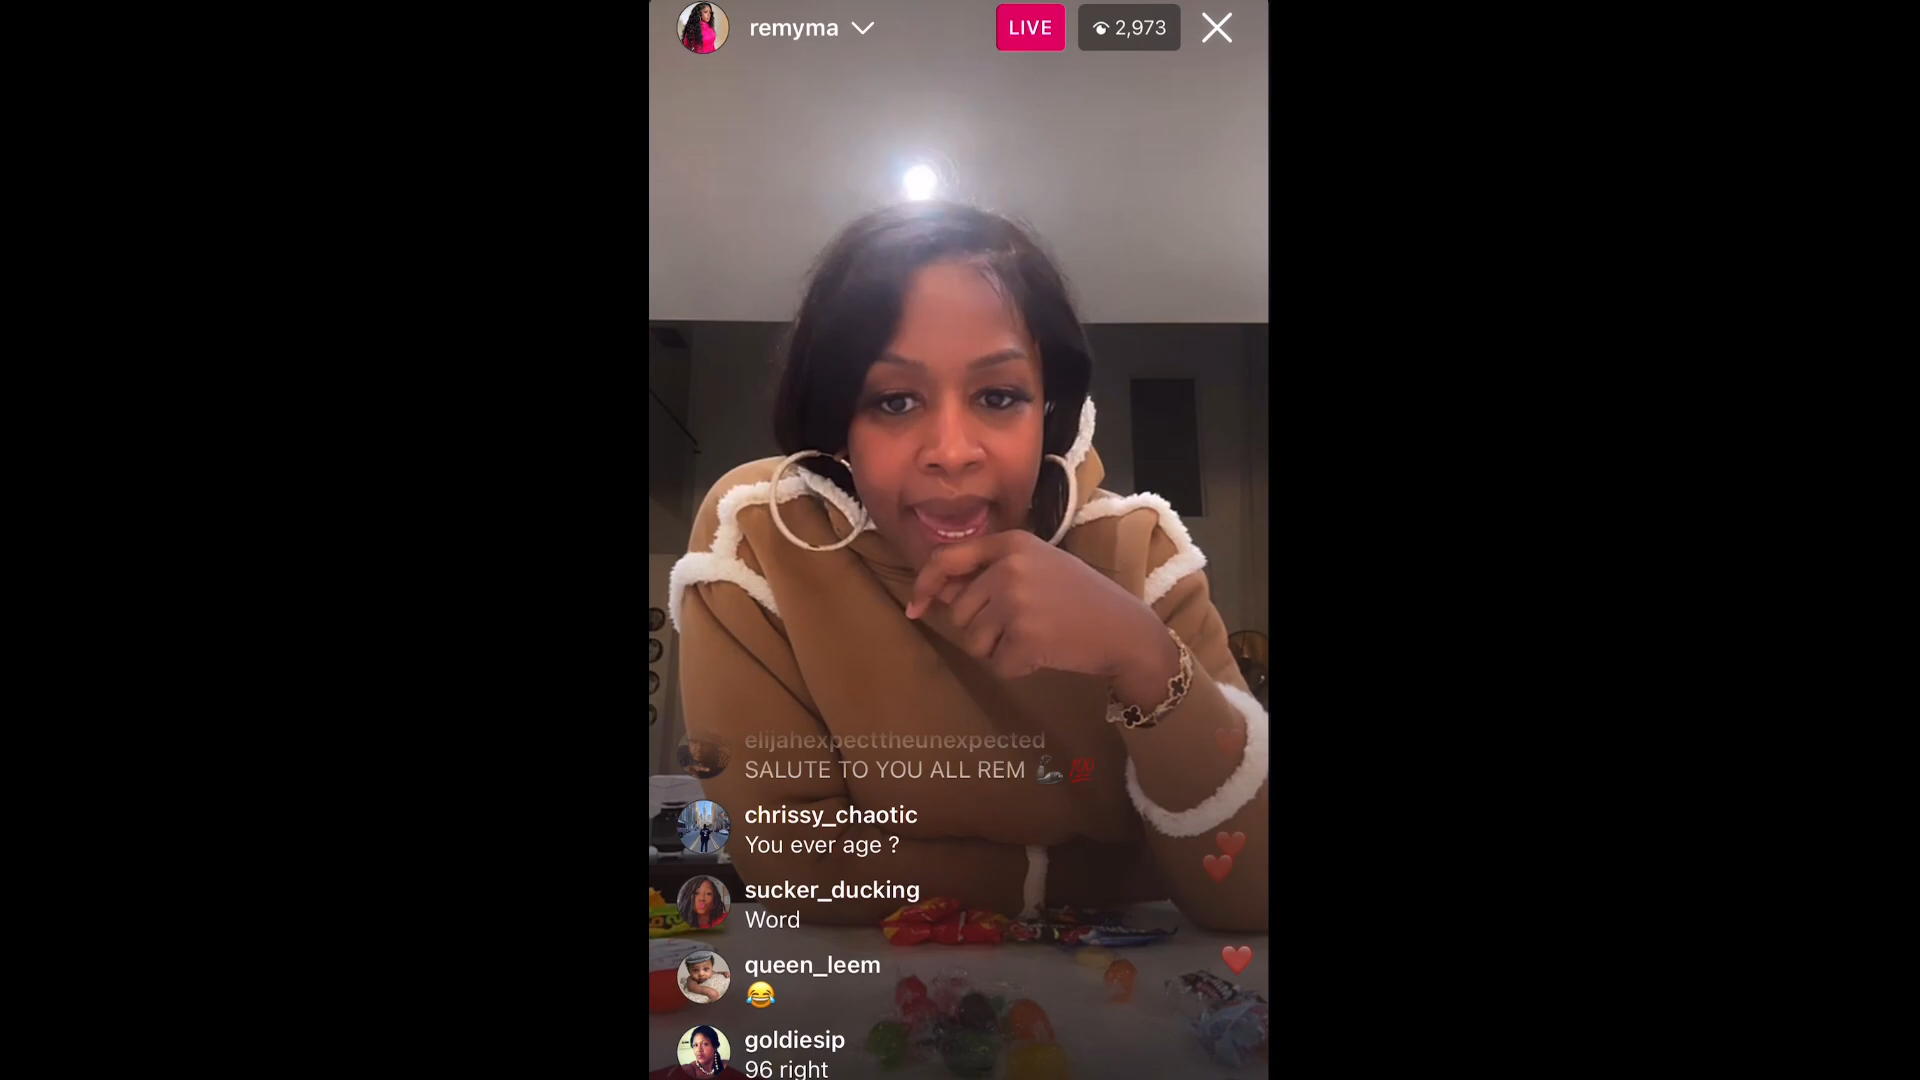 remyma
LIVE
2,973
elijahexpecttheunexpected
SALUTE TO YOU ALL REM 🦾💯
chrissy_chaotic
You ever age ?
sucker_ducking
Word
queen_leem
😂
goldiesip
96 right